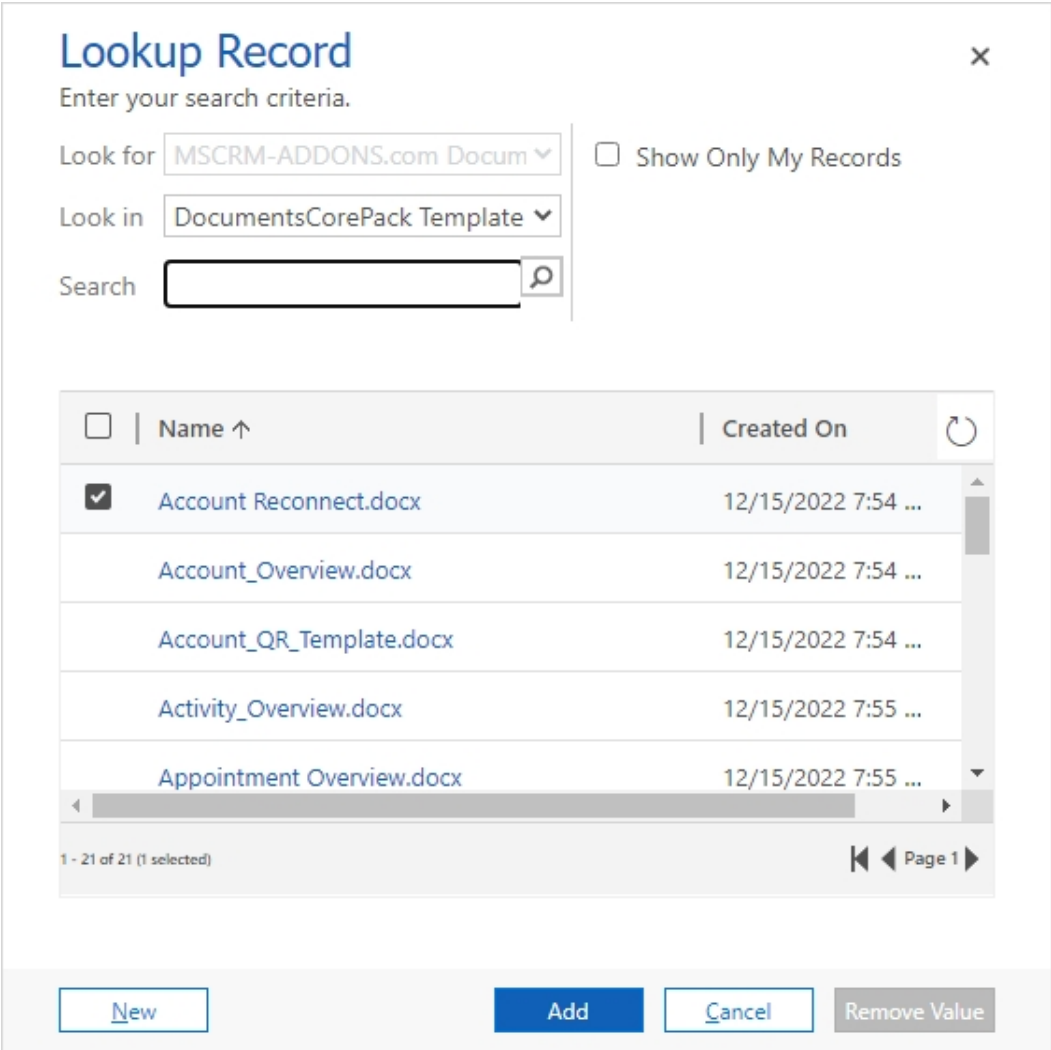 Lookup Record
Enter your search criteria.
Look for MSCRM-ADDONS.com Docum
Show Only My Records
Look in DocumentsCorePack Template
Search
Name ↑ Created On
Account Reconnect.docx 12/15/2022 7:54 ...
Account_Overview.docx 12/15/2022 7:54 ...
Account_QR_Template.docx 12/15/2022 7:54 ...
Activity_Overview.docx 12/15/2022 7:55 ...
Appointment Overview.docx 12/15/2022 7:55 ...
1 - 21 of 21 (1 selected) Page 1
New Add Cancel Remove Value